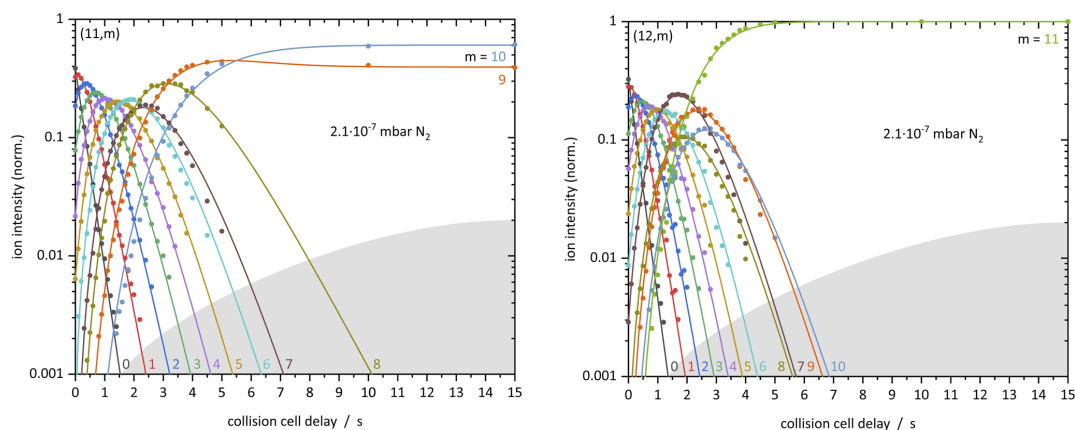 (11,m)
1
0.1
0.01
0.001
ion intensity (norm.)
m = 10
9
2.1·10⁻⁷ mbar N₂
0 1 2 3 4 5 6 7 8
0 1 2 3 4 5 6 7 8 9 10 11 12 13 14 15
collision cell delay / s
(12,m)
1
0.1
0.01
0.001
ion intensity (norm.)
m = 11
2.1·10⁻⁷ mbar N₂
0 1 2 3 4 5 6 8 7 9 10
0 1 2 3 4 5 6 7 8 9 10 11 12 13 14 15
collision cell delay / s